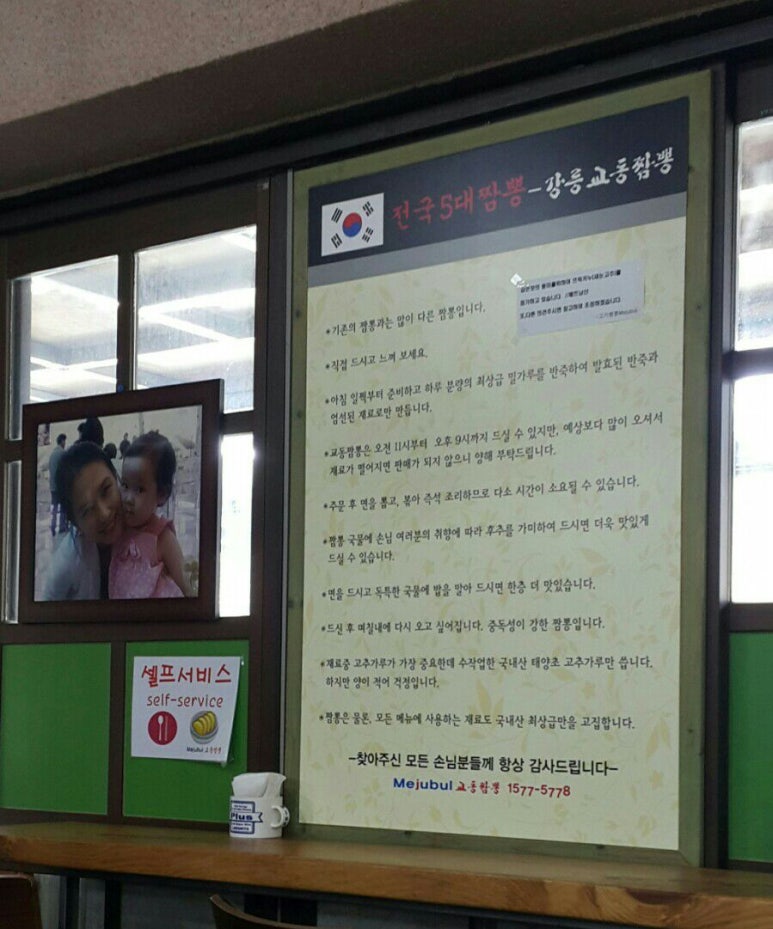 전국5대짬뽕-강릉교동짬뽕
*기존의 짬뽕과는 많이 다른 짬뽕입니다.
*직접 드시고 느껴 보세요.
*아침 일찍부터 준비하고 하루 분량의 최상급 밀가루를 반죽하여 발효된 반죽과
엄선된 재료로만 만듭니다.
*교동짬뽕은 오전 11시부터 오후 9시까지 드실 수 있지만, 예상보다 많이 오셔서
재료가 떨어지면 판매가 되지 않으니 양해 부탁드립니다.
*주문 후 면을 뽑고, 볶아 즉석 조리하므로 다소 시간이 소요될 수 있습니다.
*짬뽕 국물에 손님 여러분의 취향에 따라 후추를 가미하여 드시면 더욱 맛있게
드실 수 있습니다.
*면을 드시고 독특한 국물에 밥을 말아 드시면 한층 더 맛있습니다.
*드신 후 며칠내에 다시 오고 싶어집니다. 중독성이 강한 짬뽕입니다.
*재료중 고추가루가 가장 중요한데 수작업한 국내산 태양초 고추가루만 씁니다.
하지만 양이 적어 걱정입니다.
*짬뽕은 물론, 모든 메뉴에 사용하는 재료도 국내산 최상급만을 고집합니다.
-찾아주신 모든 손님분들께 항상 감사드립니다-
Mejubul 교동짬뽕 1577-5778
셀프서비스
self-service
Mejubul 교동짬뽕
Plus